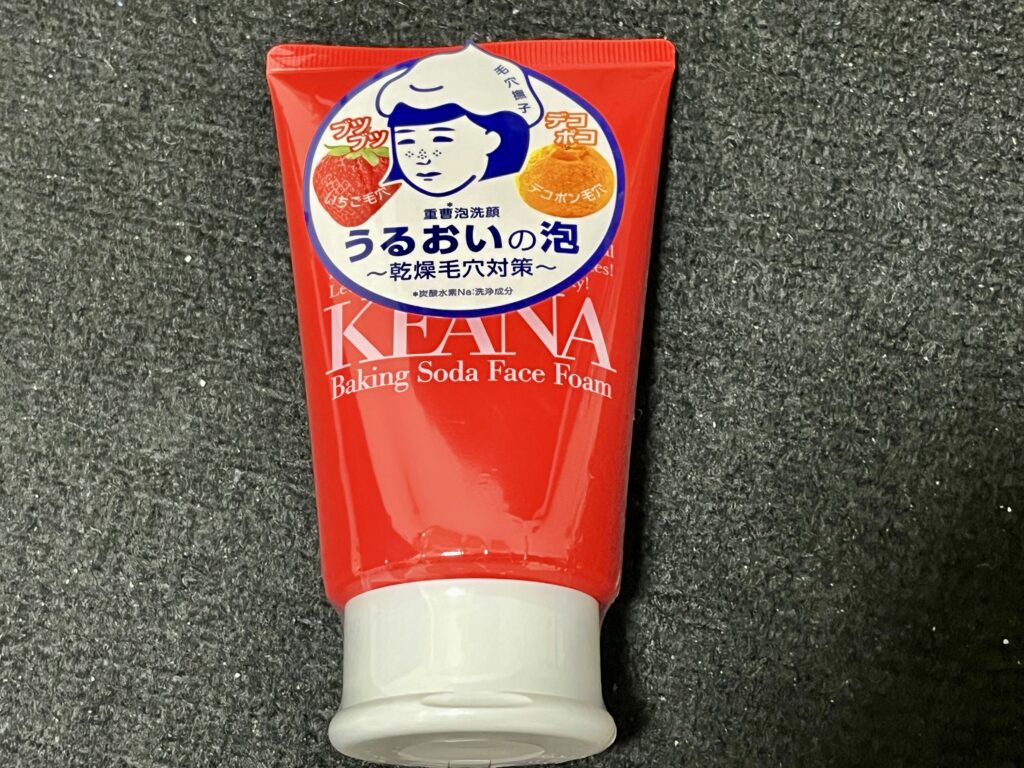 毛穴撫子
ブツブツ
デコボコ
いちご毛穴
デコポン毛穴
*
重曹泡洗顔
うるおいの泡
～乾燥毛穴対策～
*炭酸水素Na:洗浄成分
KEANA
Baking Soda Face Foam